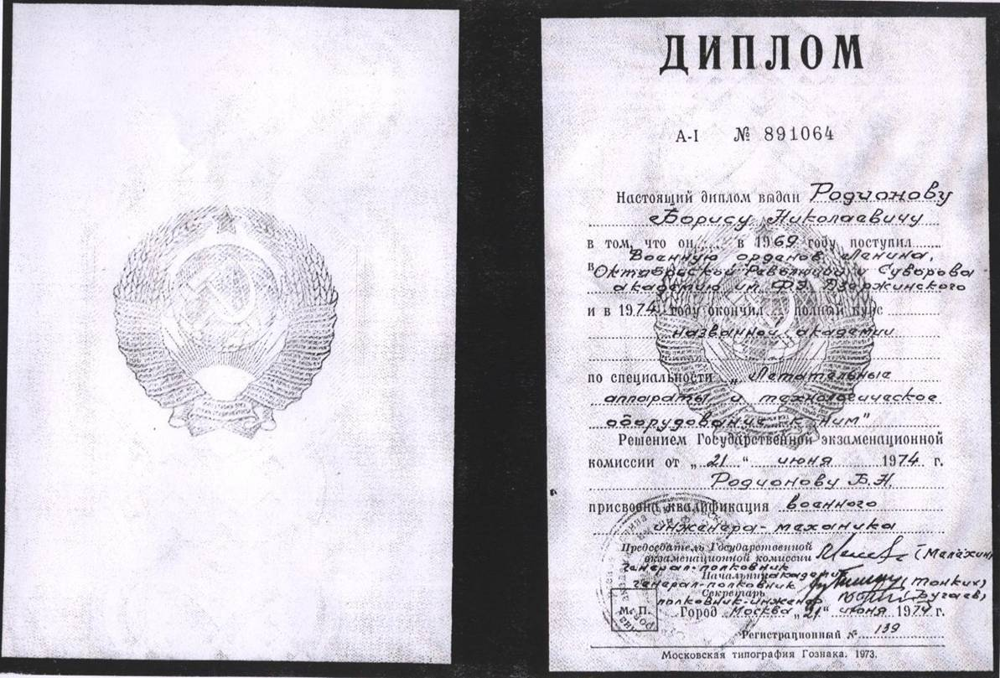 ДИПЛОМ
А-I № 891064
Настоящий диплом выдан Родионову
Борису Николаевичу
в том, что он в 1969 году поступил
в Военную орденов Ленина,
Октябрской Революции и Суворова
академию им. Ф.Э. Дзержинского
и в 1974 году окончил полный курс
названной академии
по специальности „Летательные
аппараты и технологическое
оборудование к ним"
Решением Государственной экзаменационной
комиссии от „21" июня 1974 г.
Родионову Б.Н.
присвоена квалификация военного
инженера-механика
Председатель Государственной
экзаменационной комиссии (Малахин
генерал-полковник
Начальник академии
генерал-полковник (Тонких)
Секретарь
полковник-инженер (Бугаев)
М. П. Город Москва „21" июня 1974 г.
Регистрационный № 139
Московская типография Гознака. 1973.